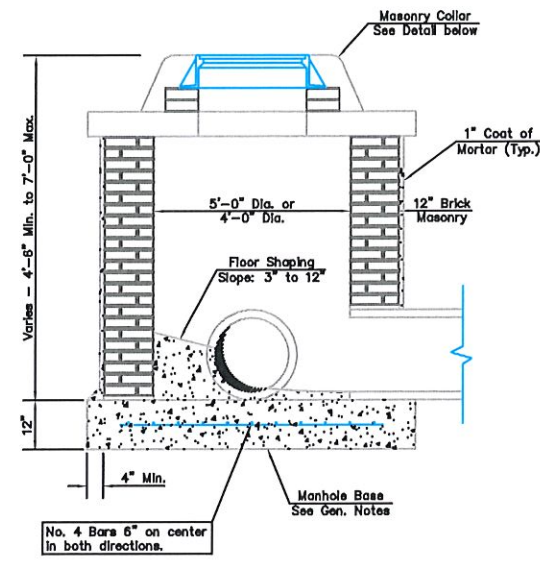 Masonry Collar
See Detail below
1" Coat of
Mortar (Typ.)
Varies – 4'-6" Min. to 7'-0" Max.
5'-0" Dia. or
4'-0" Dia.
12" Brick
Masonry
Floor Shaping
Slope: 3" to 12"
12"
4" Min.
Manhole Base
See Gen. Notes
No. 4 Bars 6" on center
in both directions.